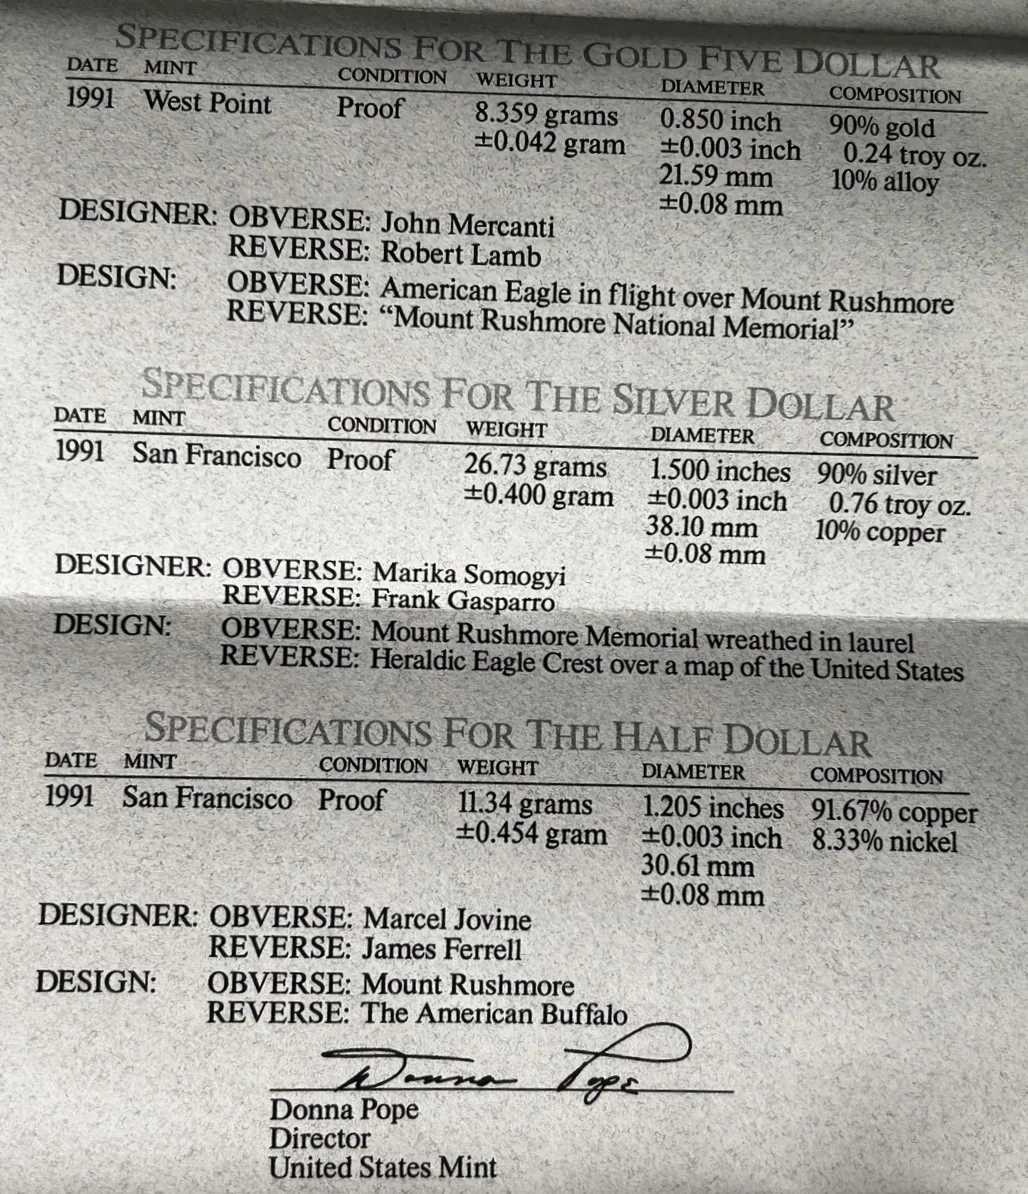 SPECIFICATIONS FOR THE GOLD FIVE DOLLAR
DATE MINT CONDITION WEIGHT DIAMETER COMPOSITION
1991 West Point Proof 8.359 grams 0.850 inch 90% gold
±0.042 gram ±0.003 inch 0.24 troy oz.
21.59 mm 10% alloy
±0.08 mm
DESIGNER: OBVERSE: John Mercanti
REVERSE: Robert Lamb
DESIGN: OBVERSE: American Eagle in flight over Mount Rushmore
REVERSE: “Mount Rushmore National Memorial”
SPECIFICATIONS FOR THE SILVER DOLLAR
DATE MINT CONDITION WEIGHT DIAMETER COMPOSITION
1991 San Francisco Proof 26.73 grams 1.500 inches 90% silver
±0.400 gram ±0.003 inch 0.76 troy oz.
38.10 mm 10% copper
±0.08 mm
DESIGNER: OBVERSE: Marika Somogyi
REVERSE: Frank Gasparro
DESIGN: OBVERSE: Mount Rushmore Memorial wreathed in laurel
REVERSE: Heraldic Eagle Crest over a map of the United States
SPECIFICATIONS FOR THE HALF DOLLAR
DATE MINT CONDITION WEIGHT DIAMETER COMPOSITION
1991 San Francisco Proof 11.34 grams 1.205 inches 91.67% copper
±0.454 gram ±0.003 inch 8.33% nickel
30.61 mm
±0.08 mm
DESIGNER: OBVERSE: Marcel Jovine
REVERSE: James Ferrell
DESIGN: OBVERSE: Mount Rushmore
REVERSE: The American Buffalo
Donna Pope
Donna Pope
Director
United States Mint